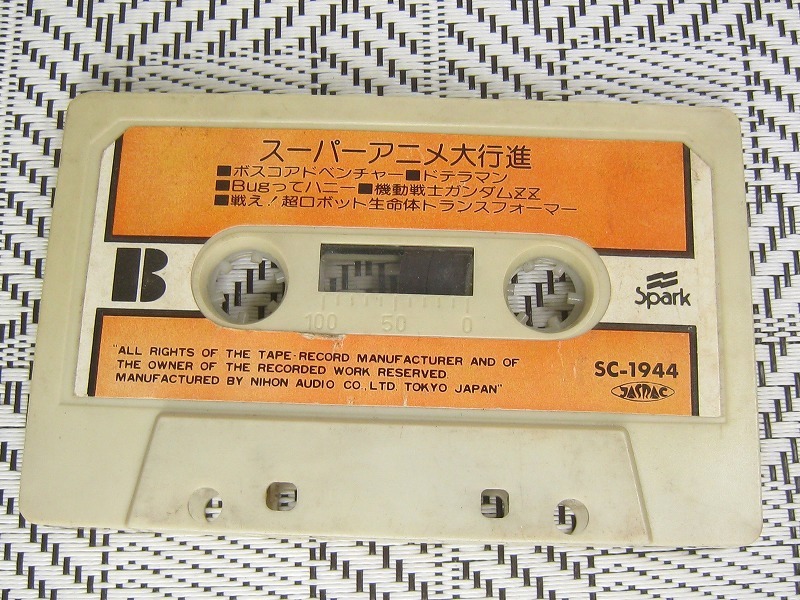 スーパーアニメ大行進
■ボスコアドベンチャー■ドテラマン
■Bugってハニー■機動戦士ガンダムZZ
■戦え!超ロボット生命体トランスフォーマー
B
Spark
100 50 0
"ALL RIGHTS OF THE TAPE-RECORD MANUFACTURER AND OF
THE OWNER OF THE RECORDED WORK RESERVED
MANUFACTURED BY NIHON AUDIO CO., LTD. TOKYO JAPAN"
SC-1944
JASRAC